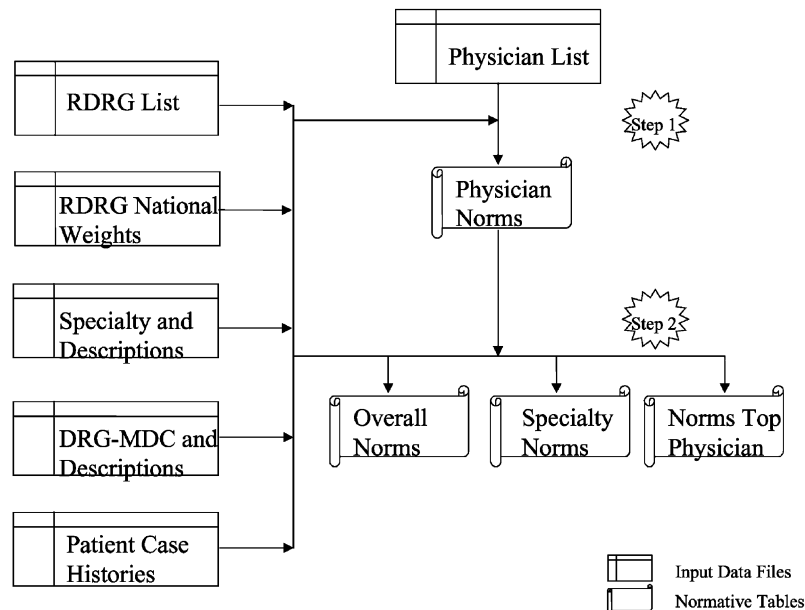 Physician List
RDRG List
Step 1
RDRG National
Weights
Physician
Norms
Specialty and
Descriptions
Step 2
Overall
Norms
Specialty
Norms
Norms Top
Physician
DRG-MDC and
Descriptions
Patient Case
Histories
Input Data Files
Normative Tables